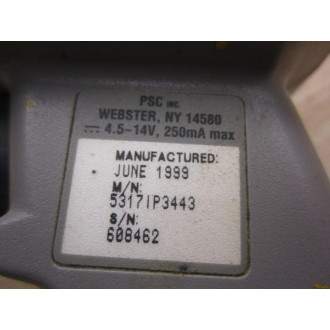 PSC INC.
WEBSTER, NY 14580
⎓ 4.5-14V, 250mA max
MANUFACTURED:
JUNE 1999
M/N:
5317IP3443
S/N:
608462